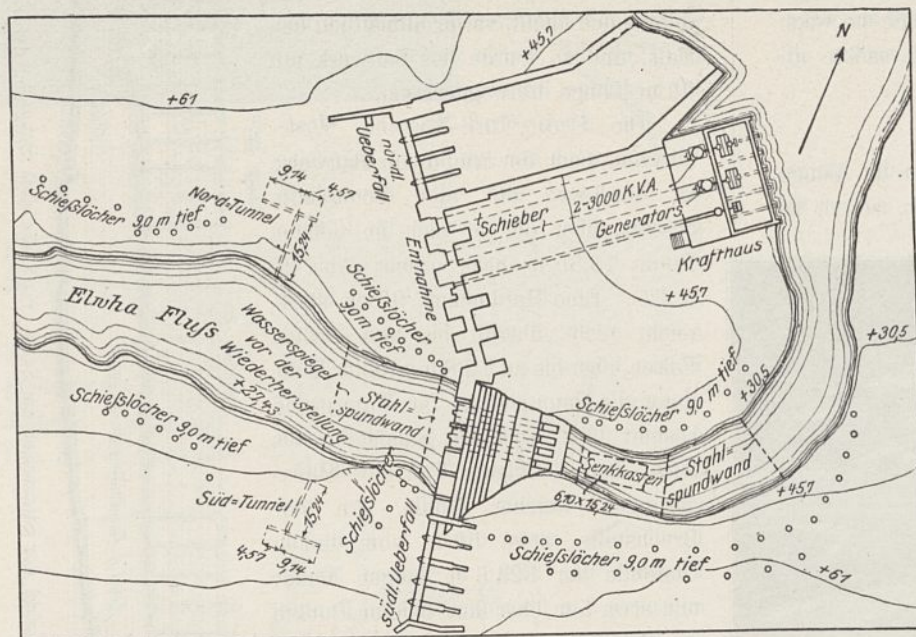 +45,7
N
+61
nördl.
Ueberfall
Schießlöcher 9,0 m tief
Nord=Tunnel
9,14
4,57
15,24
2-3000 K.V.A.
Schieber
Generators
Krafthaus
Entnahme
Schießlöcher
9,0 m tief
+45,7
+30,5
Elwha Fluſs
Wasserspiegel
vor der
Wiederherstellung
+27,43
Stahl=
spundwand
Schießlöcher 9,0 m tief
+30,5
Schießlöcher 9,0 m tief
Senkkasten
6,10 x 15,24
Stahl=
spundwand
+45,7
Süd=Tunnel
15,24
4,57
9,14
Schießlöcher
Südl. Ueberfall
Schießlöcher 9,0 m tief
+61